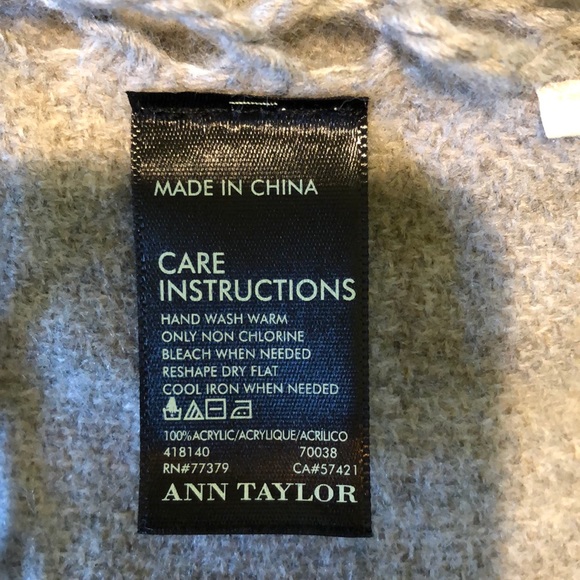 MADE IN CHINA
CARE
INSTRUCTIONS
HAND WASH WARM
ONLY NON CHLORINE
BLEACH WHEN NEEDED
RESHAPE DRY FLAT
COOL IRON WHEN NEEDED
100% ACRYLIC/ACRYLIQUE/ACRÍLICO
418140 70038
RN#77379 CA#57421
ANN TAYLOR